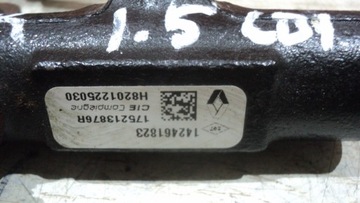 1.5 CDI
142461823
175213876R
CIE Compiegne
H8201225030